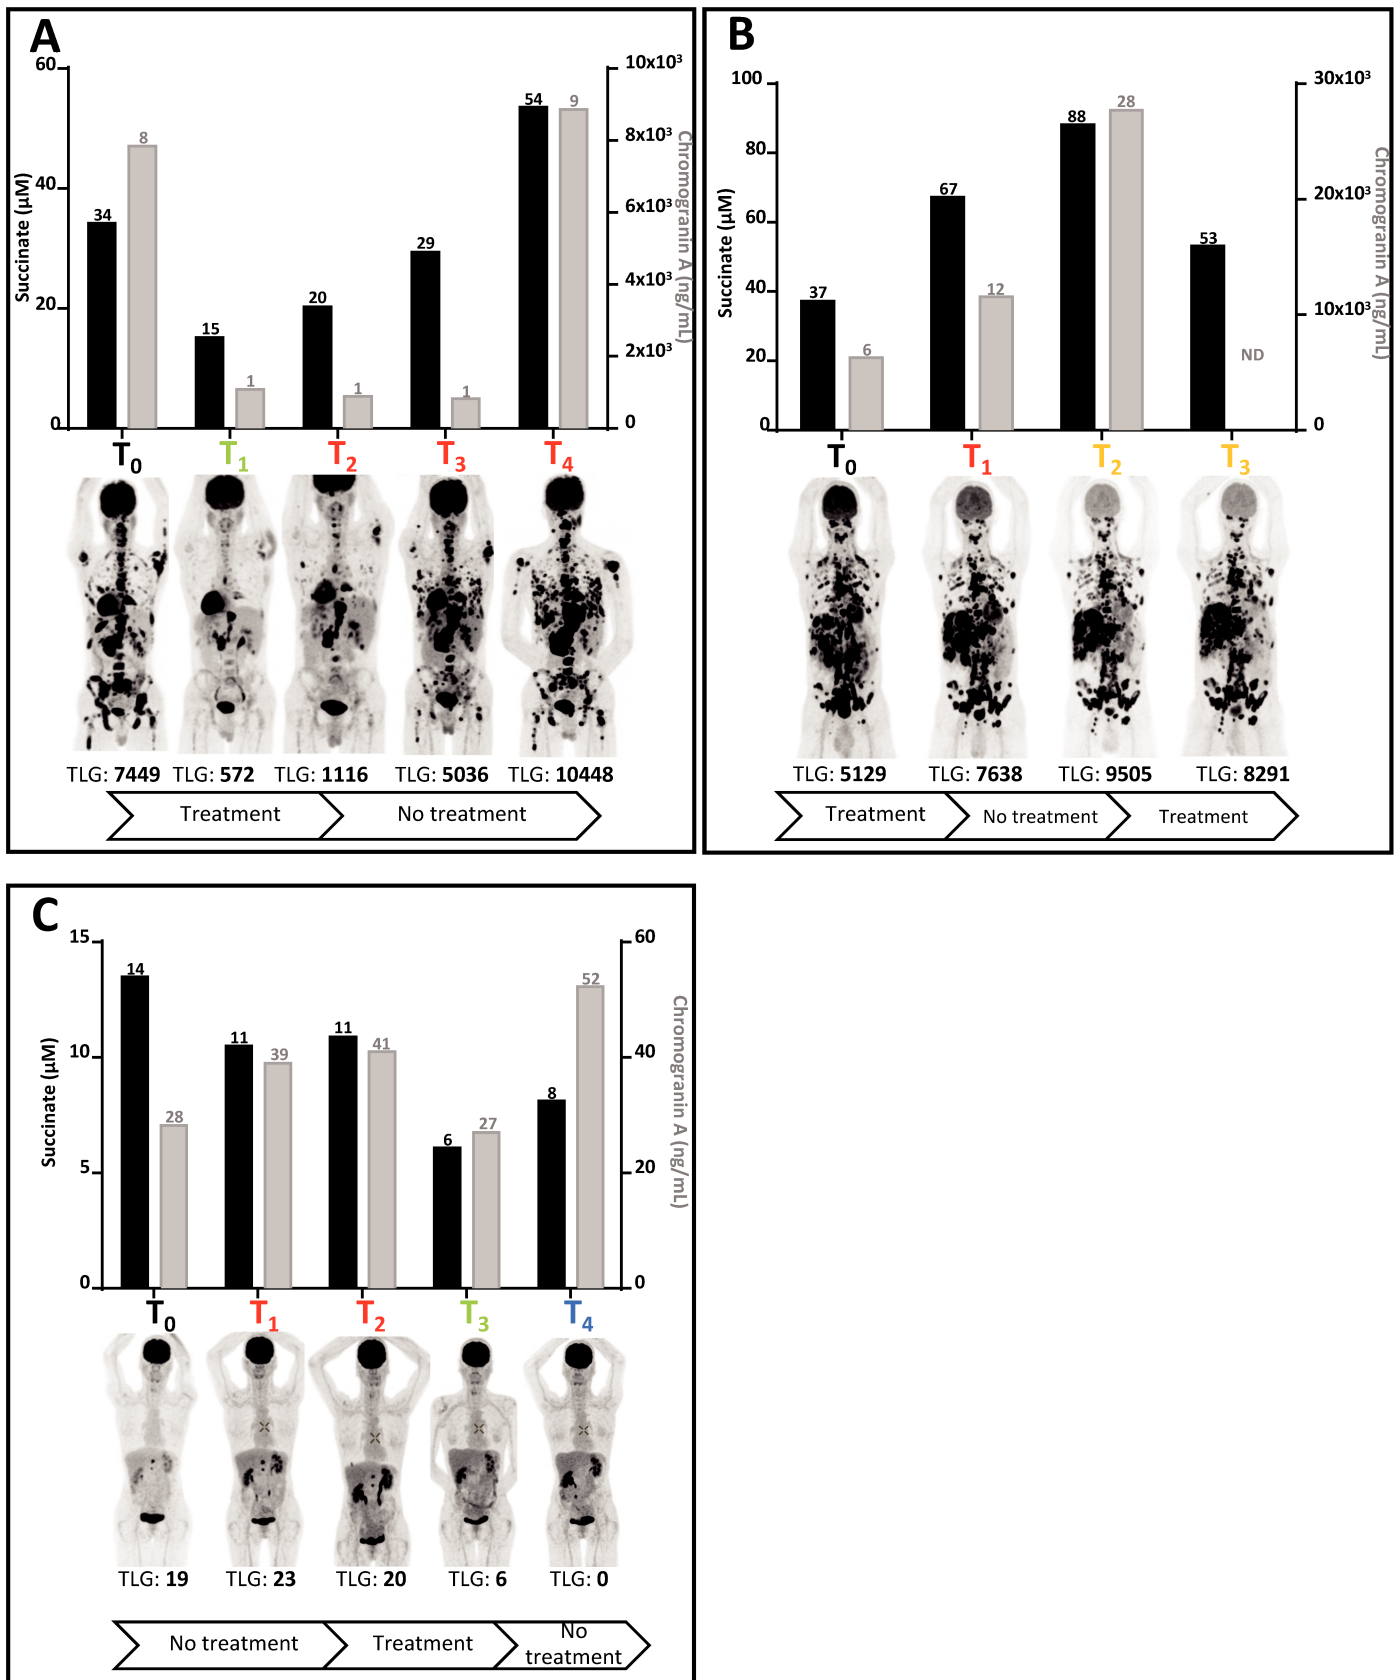 A
60
40
20
0
Succinate (µM)
10x10³
8x10³
6x10³
4x10³
2x10³
0
Chromogranin A (ng/mL)
34 8
15 1
20 1
29 1
54 9
T0 T1 T2 T3 T4
TLG: 7449 TLG: 572 TLG: 1116 TLG: 5036 TLG: 10448
Treatment No treatment
B
100
80
60
40
20
0
Succinate (µM)
30x10³
20x10³
10x10³
0
Chromogranin A (ng/mL)
37 6
67 12
88 28
53 ND
T0 T1 T2 T3
TLG: 5129 TLG: 7638 TLG: 9505 TLG: 8291
Treatment No treatment Treatment
C
15
10
5
0
Succinate (µM)
60
40
20
0
Chromogranin A (ng/mL)
14 28
11 39
11 41
6 27
8 52
T0 T1 T2 T3 T4
TLG: 19 TLG: 23 TLG: 20 TLG: 6 TLG: 0
No treatment Treatment No
treatment